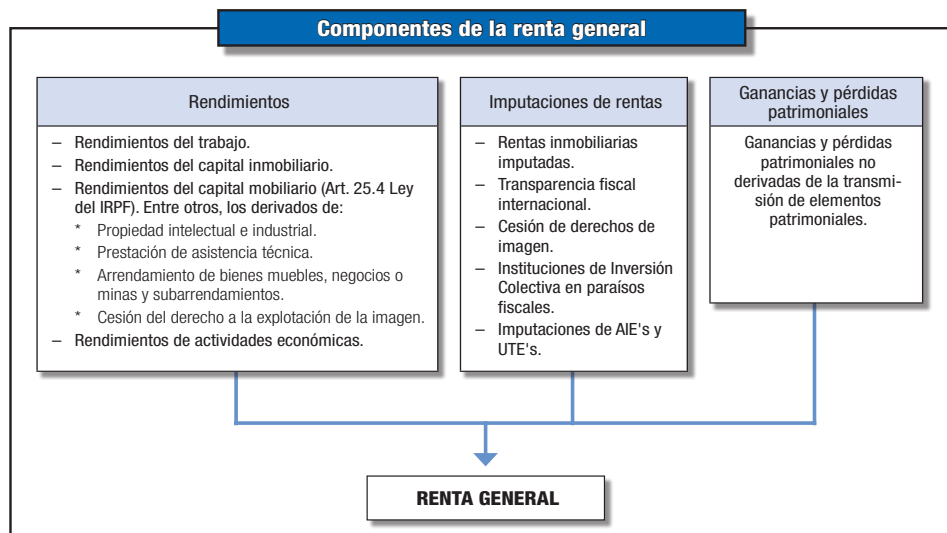 Componentes de la renta general
Rendimientos
– Rendimientos del trabajo.
– Rendimientos del capital inmobiliario.
– Rendimientos del capital mobiliario (Art. 25.4 Ley
del IRPF). Entre otros, los derivados de:
* Propiedad intelectual e industrial.
* Prestación de asistencia técnica.
* Arrendamiento de bienes muebles, negocios o
minas y subarrendamientos.
* Cesión del derecho a la explotación de la imagen.
– Rendimientos de actividades económicas.
Imputaciones de rentas
– Rentas inmobiliarias
imputadas.
– Transparencia fiscal
internacional.
– Cesión de derechos de
imagen.
– Instituciones de Inversión
Colectiva en paraísos
fiscales.
– Imputaciones de AIE's y
UTE's.
Ganancias y pérdidas
patrimoniales
Ganancias y pérdidas
patrimoniales no
derivadas de la transmi-
sión de elementos
patrimoniales.
RENTA GENERAL